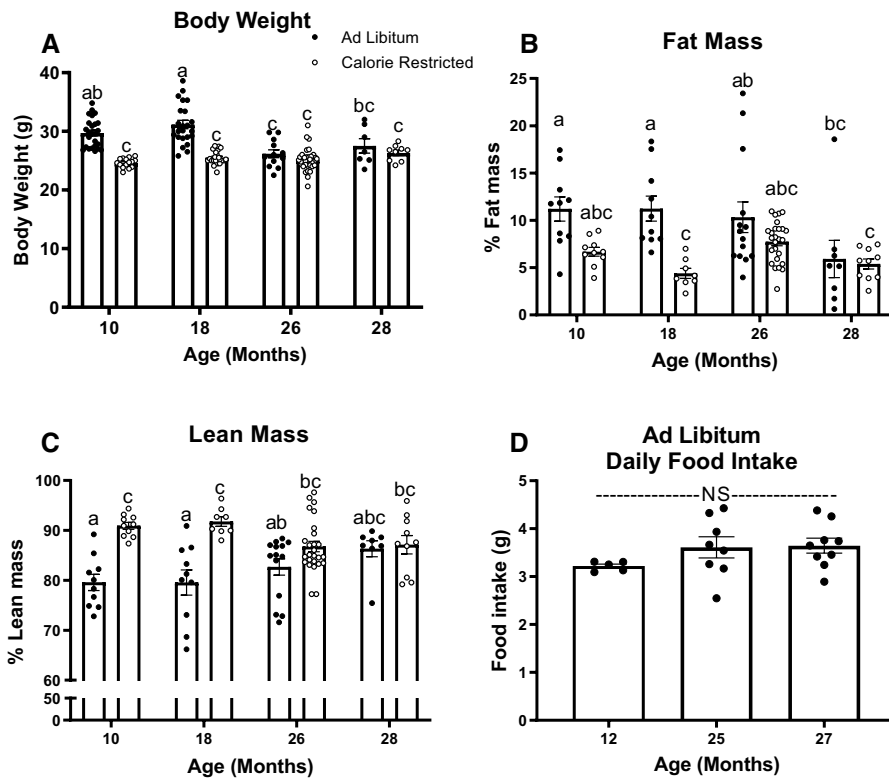 A
Body Weight
Ad Libitum
Calorie Restricted
Body Weight (g)
40
30
20
10
0
ab
c
a
c
c
c
bc
c
10
18
26
28
Age (Months)
B
Fat Mass
% Fat mass
25
20
15
10
5
0
a
abc
a
c
ab
abc
bc
c
10
18
26
28
Age (Months)
C
Lean Mass
% Lean mass
100
90
80
70
60
50
0
a
c
a
c
ab
bc
abc
bc
10
18
26
28
Age (Months)
D
Ad Libitum
Daily Food Intake
Food intake (g)
5
4
3
2
1
0
NS
12
25
27
Age (Months)